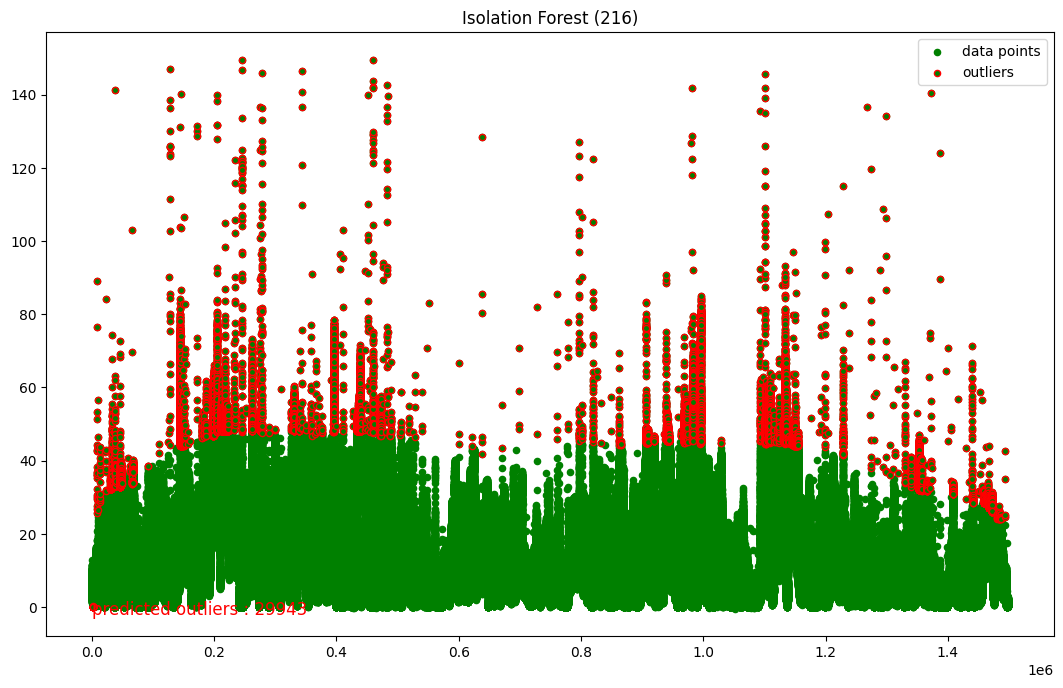 Isolation Forest (216)
data points
outliers
140
120
100
80
60
40
20
0
predicted outliers : 29943
0.0 0.2 0.4 0.6 0.8 1.0 1.2 1.4
1e6